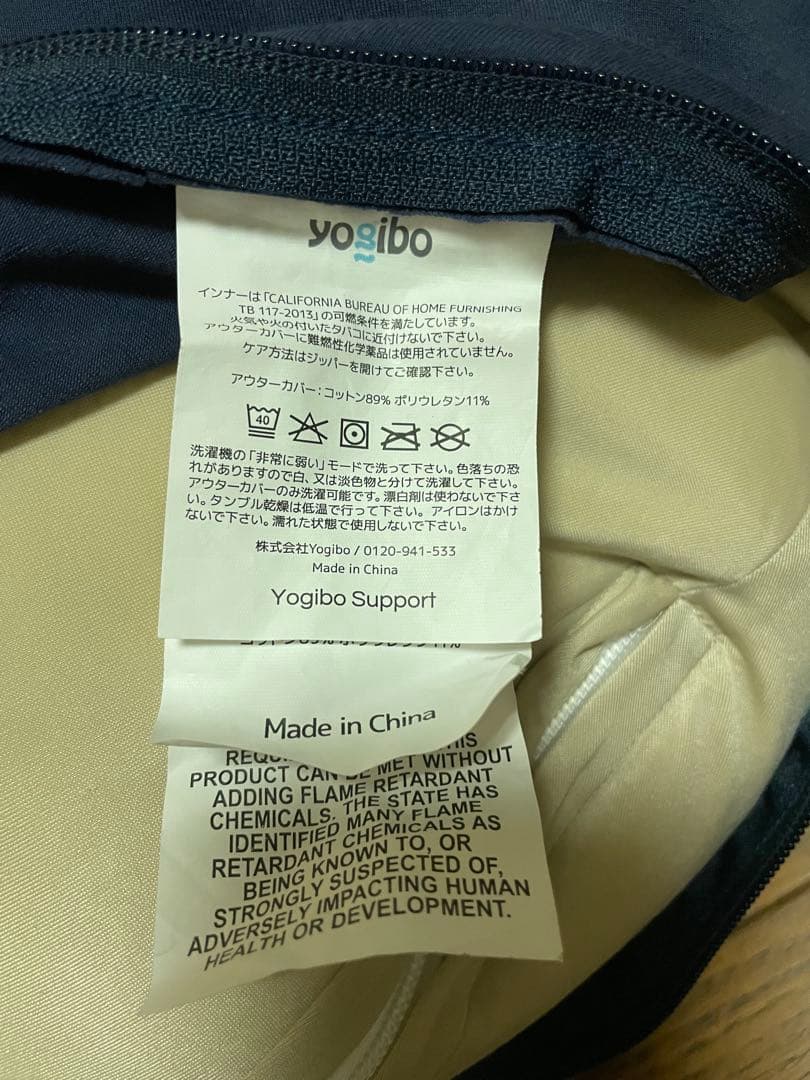 yogibo
インナーは「CALIFORNIA BUREAU OF HOME FURNISHING
TB 117-2013」の可燃条件を満たしています。
火気や火の付いたタバコに近付けないで下さい。
アウターカバーに難燃性化学薬品は使用されていません。
ケア方法はジッパーを開けてご確認下さい。
アウターカバー：コットン89% ポリウレタン11%
40
洗濯機の「非常に弱い」モードで洗って下さい。色落ちの恐
れがありますので白、又は淡色物と分けて洗濯して下さい。
アウターカバーのみ洗濯可能です。漂白剤は使わないで下さ
い。タンブル乾燥は低温で行って下さい。アイロンはかけ
ないで下さい。濡れた状態で使用しないで下さい。
株式会社Yogibo / 0120-941-533
Made in China
Yogibo Support
コットン89% ポリウレタン11%
Made in China
THIS
PRODUCT CAN BE MET WITHOUT
ADDING FLAME RETARDANT
CHEMICALS. THE STATE HAS
IDENTIFIED MANY FLAME
RETARDANT CHEMICALS AS
BEING KNOWN TO, OR
STRONGLY SUSPECTED OF,
ADVERSELY IMPACTING HUMAN
HEALTH OR DEVELOPMENT.